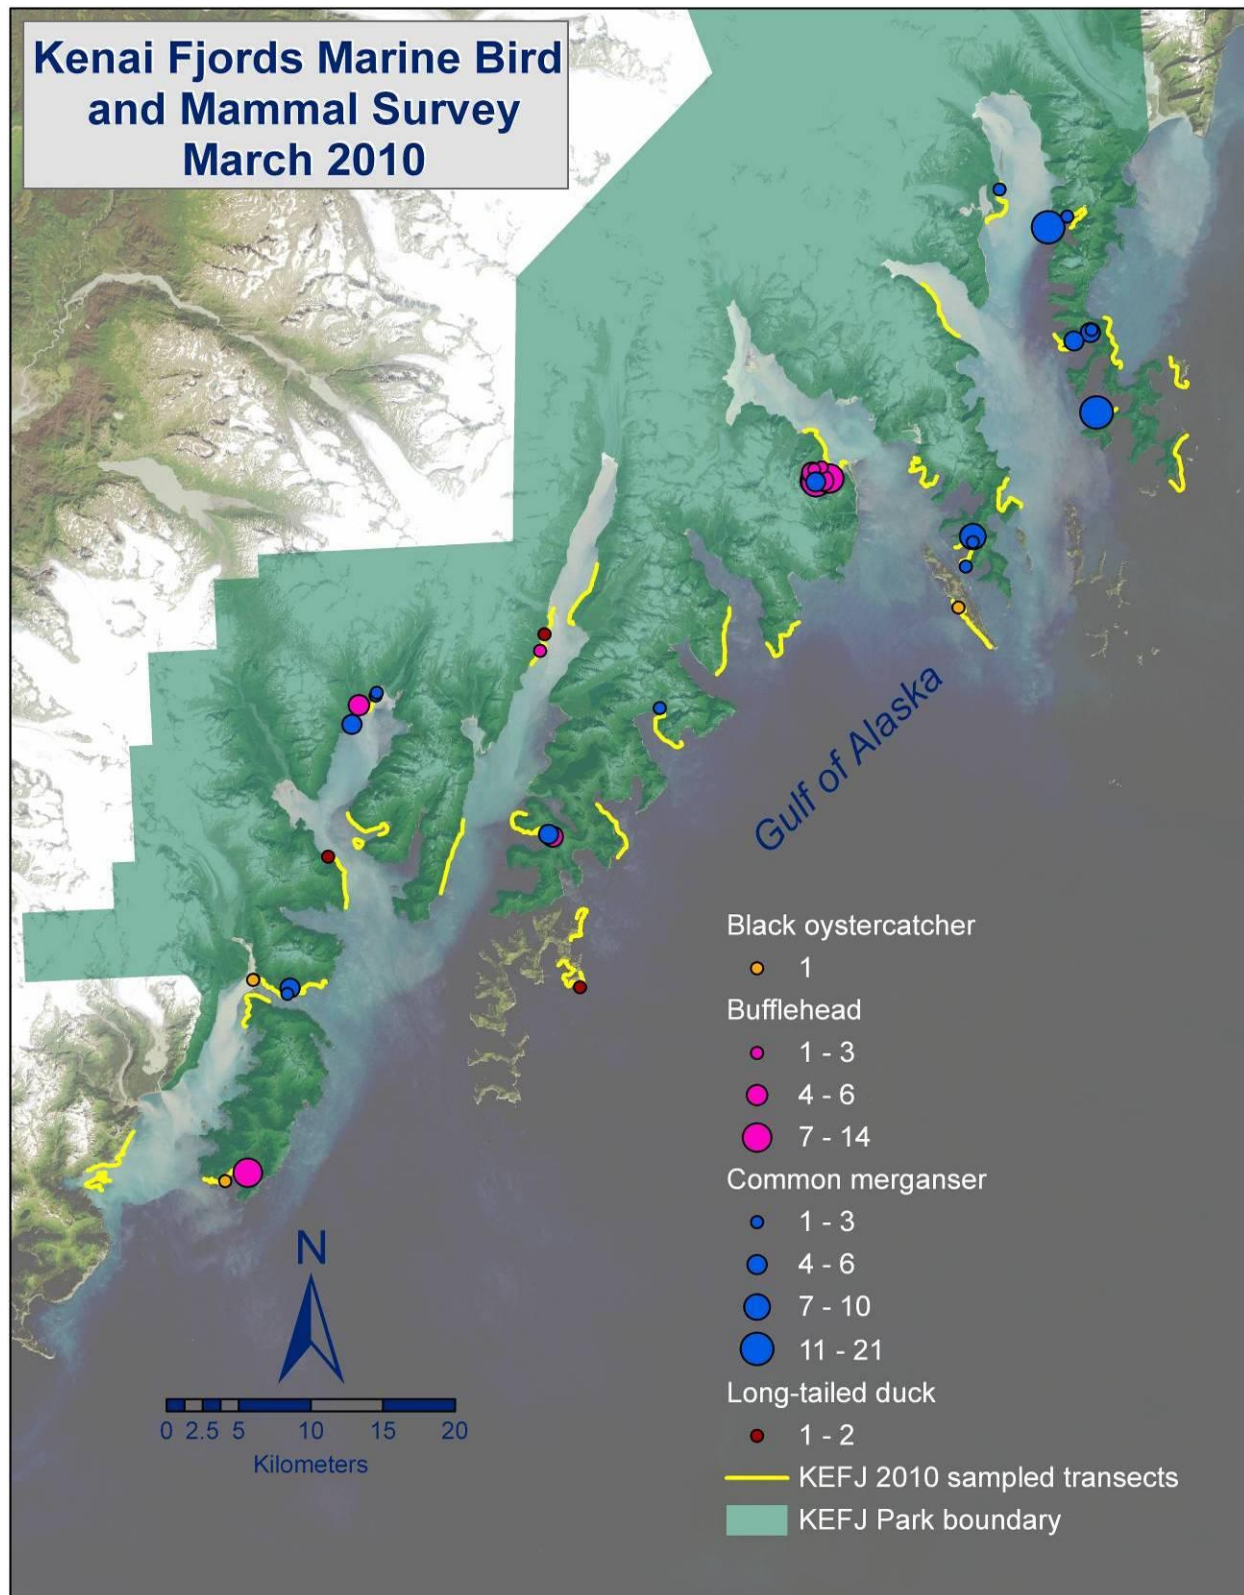 Kenai Fjords Marine Bird
and Mammal Survey
March 2010
Gulf of Alaska
Black oystercatcher
1
Bufflehead
1 - 3
4 - 6
7 - 14
Common merganser
1 - 3
4 - 6
7 - 10
11 - 21
Long-tailed duck
1 - 2
KEFJ 2010 sampled transects
KEFJ Park boundary
N
0 2.5 5 10 15 20
Kilometers